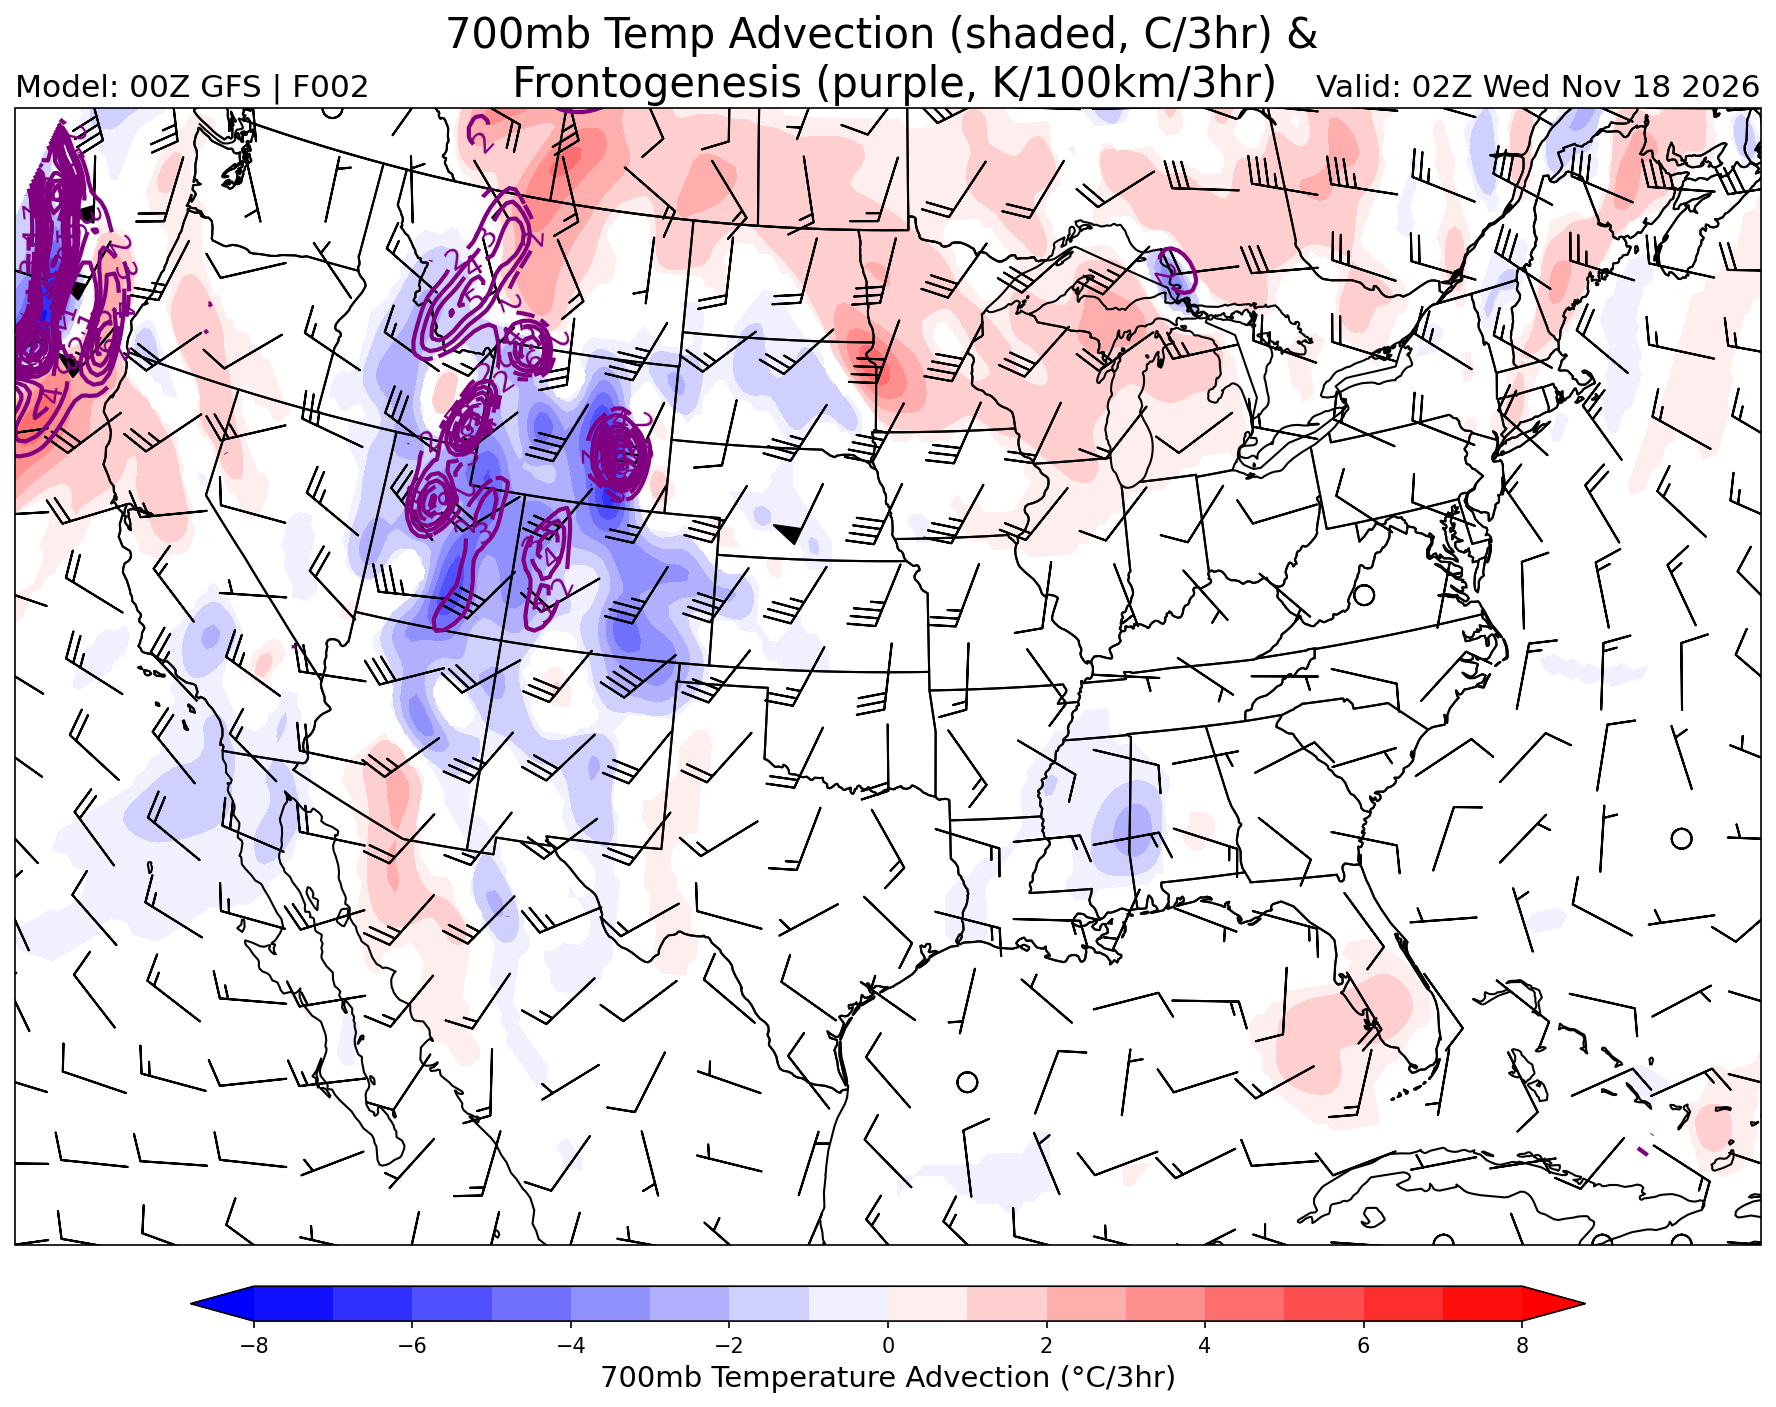 700mb Temp Advection (shaded, C/3hr) &
Model: 00Z GFS | F002
Frontogenesis (purple, K/100km/3hr)
Valid: 02Z Wed Nov 18 2026
−8 −6 −4 −2 0 2 4 6 8
700mb Temperature Advection (°C/3hr)